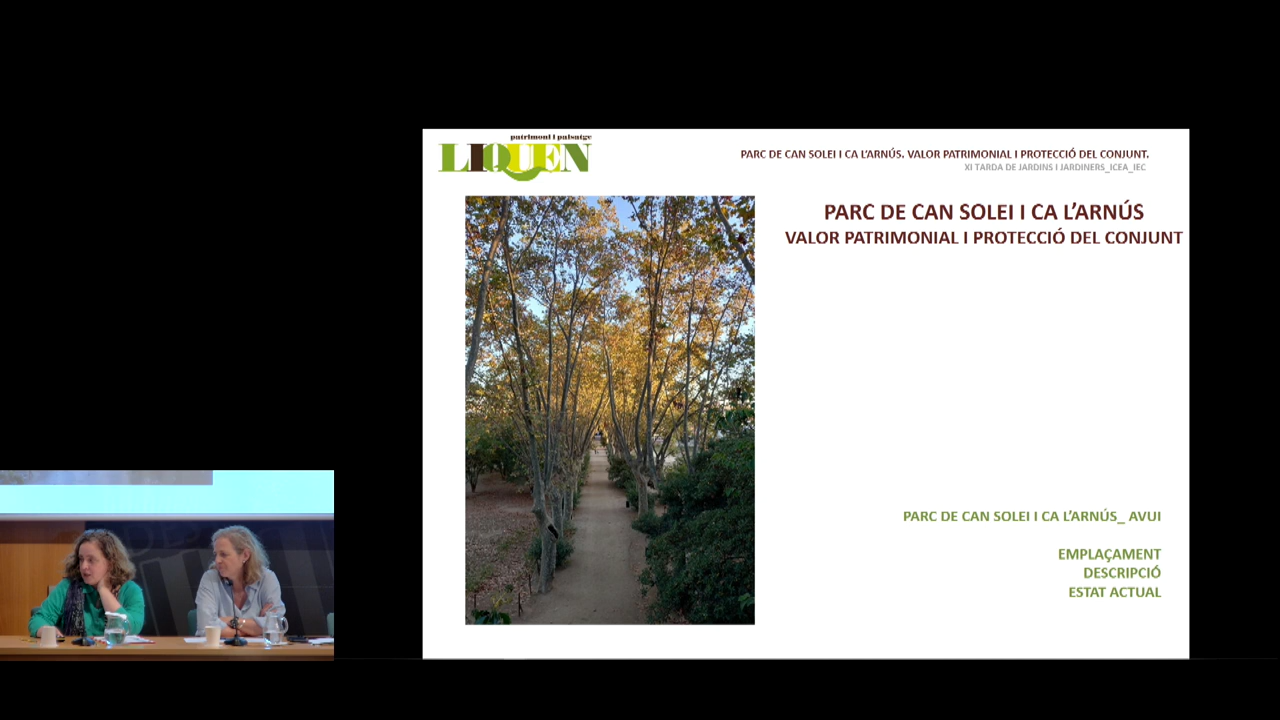 patrimoni i paisatge
LIQUEN
PARC DE CAN SOLEI I CA L'ARNÚS. VALOR PATRIMONIAL I PROTECCIÓ DEL CONJUNT.
XI TARDA DE JARDINS I JARDINERS_ICEA_IEC
PARC DE CAN SOLEI I CA L'ARNÚS
VALOR PATRIMONIAL I PROTECCIÓ DEL CONJUNT
PARC DE CAN SOLEI I CA L'ARNÚS_ AVUI
EMPLAÇAMENT
DESCRIPCIÓ
ESTAT ACTUAL